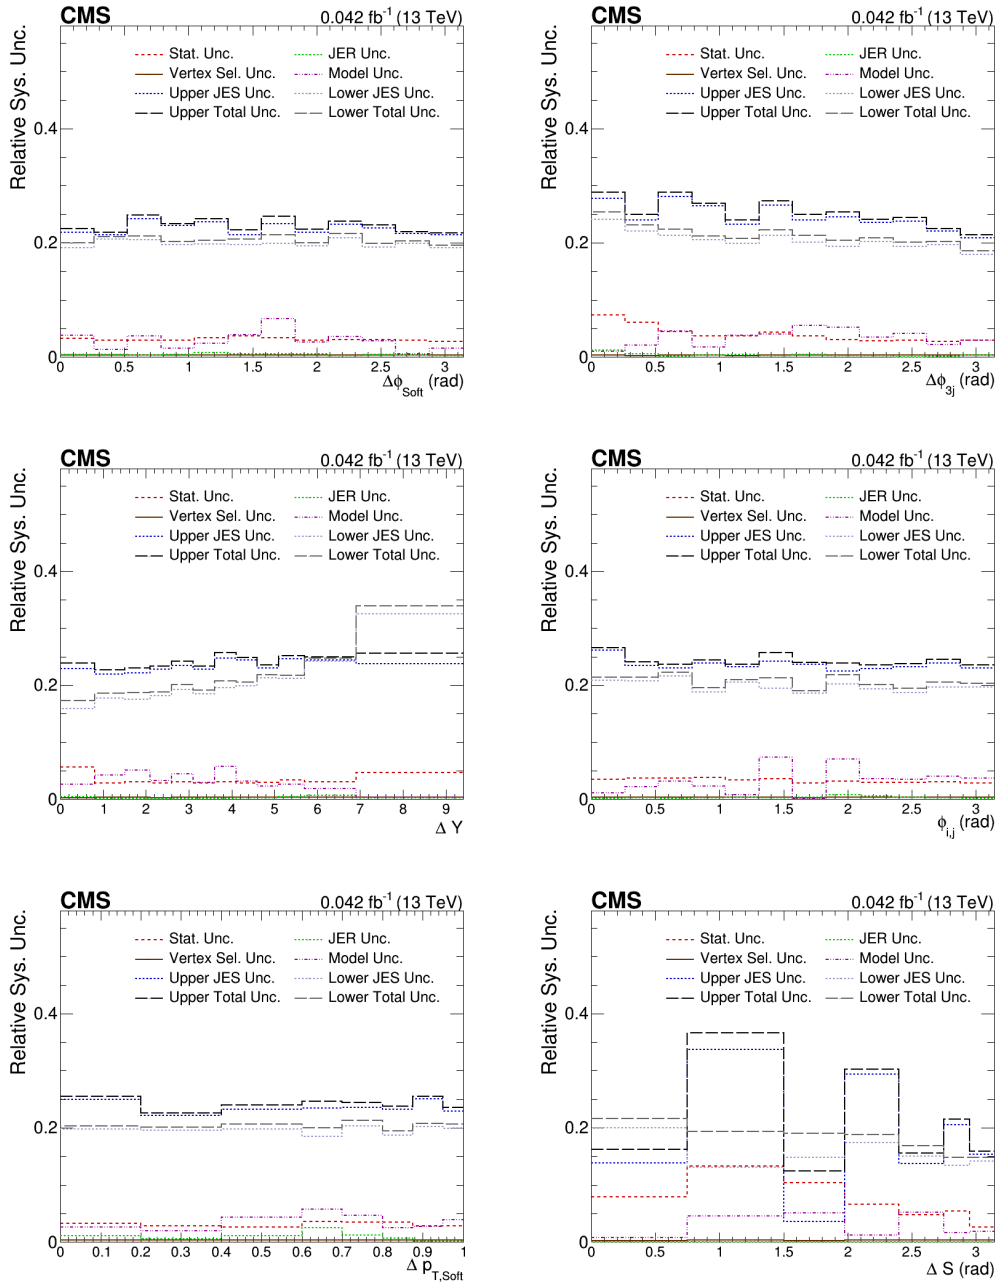 CMS 0.042 fb⁻¹ (13 TeV)
Relative Sys. Unc.
Stat. Unc. JER Unc.
Vertex Sel. Unc. Model Unc.
Upper JES Unc. Lower JES Unc.
Upper Total Unc. Lower Total Unc.
0.4
0.2
0
0 0.5 1 1.5 2 2.5 3
Δϕ_Soft (rad)
CMS 0.042 fb⁻¹ (13 TeV)
Relative Sys. Unc.
Stat. Unc. JER Unc.
Vertex Sel. Unc. Model Unc.
Upper JES Unc. Lower JES Unc.
Upper Total Unc. Lower Total Unc.
0.4
0.2
0
0 0.5 1 1.5 2 2.5 3
Δϕ_3j (rad)
CMS 0.042 fb⁻¹ (13 TeV)
Relative Sys. Unc.
Stat. Unc. JER Unc.
Vertex Sel. Unc. Model Unc.
Upper JES Unc. Lower JES Unc.
Upper Total Unc. Lower Total Unc.
0.4
0.2
0
0 1 2 3 4 5 6 7 8 9
Δ Y
CMS 0.042 fb⁻¹ (13 TeV)
Relative Sys. Unc.
Stat. Unc. JER Unc.
Vertex Sel. Unc. Model Unc.
Upper JES Unc. Lower JES Unc.
Upper Total Unc. Lower Total Unc.
0.4
0.2
0
0 0.5 1 1.5 2 2.5 3
ϕ_i,j (rad)
CMS 0.042 fb⁻¹ (13 TeV)
Relative Sys. Unc.
Stat. Unc. JER Unc.
Vertex Sel. Unc. Model Unc.
Upper JES Unc. Lower JES Unc.
Upper Total Unc. Lower Total Unc.
0.4
0.2
0
0 0.1 0.2 0.3 0.4 0.5 0.6 0.7 0.8 0.9 1
Δ p_T,Soft
CMS 0.042 fb⁻¹ (13 TeV)
Relative Sys. Unc.
Stat. Unc. JER Unc.
Vertex Sel. Unc. Model Unc.
Upper JES Unc. Lower JES Unc.
Upper Total Unc. Lower Total Unc.
0.4
0.2
0
0 0.5 1 1.5 2 2.5 3
Δ S (rad)